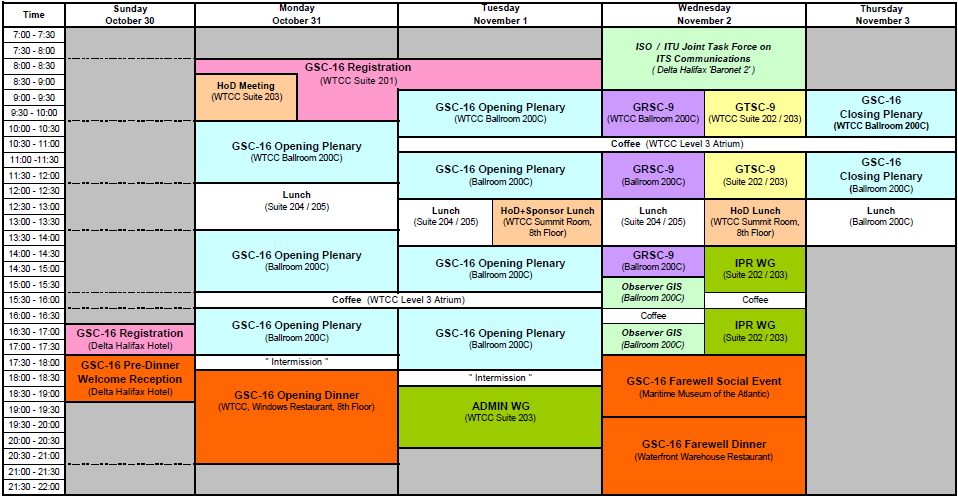 Time
Sunday
October 30
Monday
October 31
Tuesday
November 1
Wednesday
November 2
Thursday
November 3
7:00 - 7:30
7:30 - 8:00
8:00 - 8:30
8:30 - 9:00
9:00 - 9:30
9:30 - 10:00
10:00 - 10:30
10:30 - 11:00
11:00 -11:30
11:30 - 12:00
12:00 - 12:30
12:30 - 13:00
13:00 - 13:30
13:30 - 14:00
14:00 - 14:30
14:30 - 15:00
15:00 - 15:30
15:30 - 16:00
16:00 - 16:30
16:30 - 17:00
17:00 - 17:30
17:30 - 18:00
18:00 - 18:30
18:30 - 19:00
19:00 - 19:30
19:30 - 20:00
20:00 - 20:30
20:30 - 21:00
21:00 - 21:30
21:30 - 22:00
GSC-16 Registration
(Delta Halifax Hotel)
GSC-16 Pre-Dinner
Welcome Reception
(Delta Halifax Hotel)
GSC-16 Registration
(WTCC Suite 201)
HoD Meeting
(WTCC Suite 203)
GSC-16 Opening Plenary
(WTCC Ballroom 200C)
Lunch
(Suite 204 / 205)
GSC-16 Opening Plenary
(Ballroom 200C)
Coffee (WTCC Level 3 Atrium)
GSC-16 Opening Plenary
(Ballroom 200C)
" Intermission "
GSC-16 Opening Dinner
(WTCC, Windows Restaurant, 8th Floor)
GSC-16 Opening Plenary
(WTCC Ballroom 200C)
Coffee (WTCC Level 3 Atrium)
GSC-16 Opening Plenary
(Ballroom 200C)
Lunch
(Suite 204 / 205)
HoD+Sponsor Lunch
(WTCC Summit Room,
8th Floor)
GSC-16 Opening Plenary
(Ballroom 200C)
GSC-16 Opening Plenary
(Ballroom 200C)
" Intermission "
ADMIN WG
(WTCC Suite 203)
ISO / ITU Joint Task Force on
ITS Communications
( Delta Halifax 'Baronet 2' )
GRSC-9
(WTCC Ballroom 200C)
GTSC-9
(WTCC Suite 202 / 203)
GRSC-9
(Ballroom 200C)
GTSC-9
(Suite 202 / 203)
Lunch
(Suite 204 / 205)
HoD Lunch
(WTCC Summit Room,
8th Floor)
GRSC-9
(Ballroom 200C)
IPR WG
(Suite 202 / 203)
Observer GIS
(Ballroom 200C)
Coffee
Coffee
Observer GIS
(Ballroom 200C)
IPR WG
(Suite 202 / 203)
GSC-16 Farewell Social Event
(Maritime Museum of the Atlantic)
GSC-16 Farewell Dinner
(Waterfront Warehouse Restaurant)
GSC-16
Closing Plenary
(WTCC Ballroom 200C)
GSC-16
Closing Plenary
(Ballroom 200C)
Lunch
(Ballroom 200C)